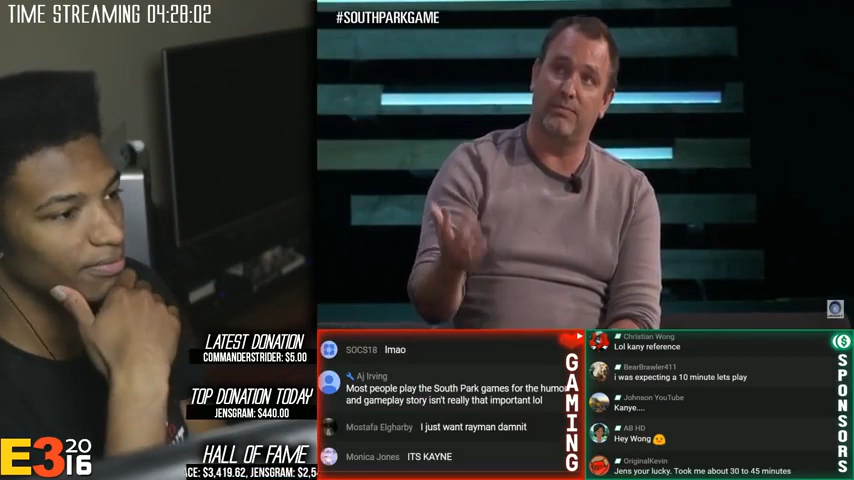 TIME STREAMING 04:28:02
#SOUTHPARKGAME
LATEST DONATION
COMMANDERSTRIDER: $5.00
TOP DONATION TODAY
JENSGRAM: $440.00
HALL OF FAME
ACE: $3,419.62, JENSGRAM: $2,5
E3 2016
SOCS18 lmao
Aj Irving
Most people play the South Park games for the humor
and gameplay story isn't really that important lol
Mostafa Elgharby I just want rayman damnit
Monica Jones ITS KAYNE
GAMING
Christian Wong
Lol kany reference
BearBrawler411
i was expecting a 10 minute lets play
Johnson YouTube
Kanye....
AB HD
Hey Wong
OriginalKevin
Jens your lucky. Took me about 30 to 45 minutes
SPONSORS